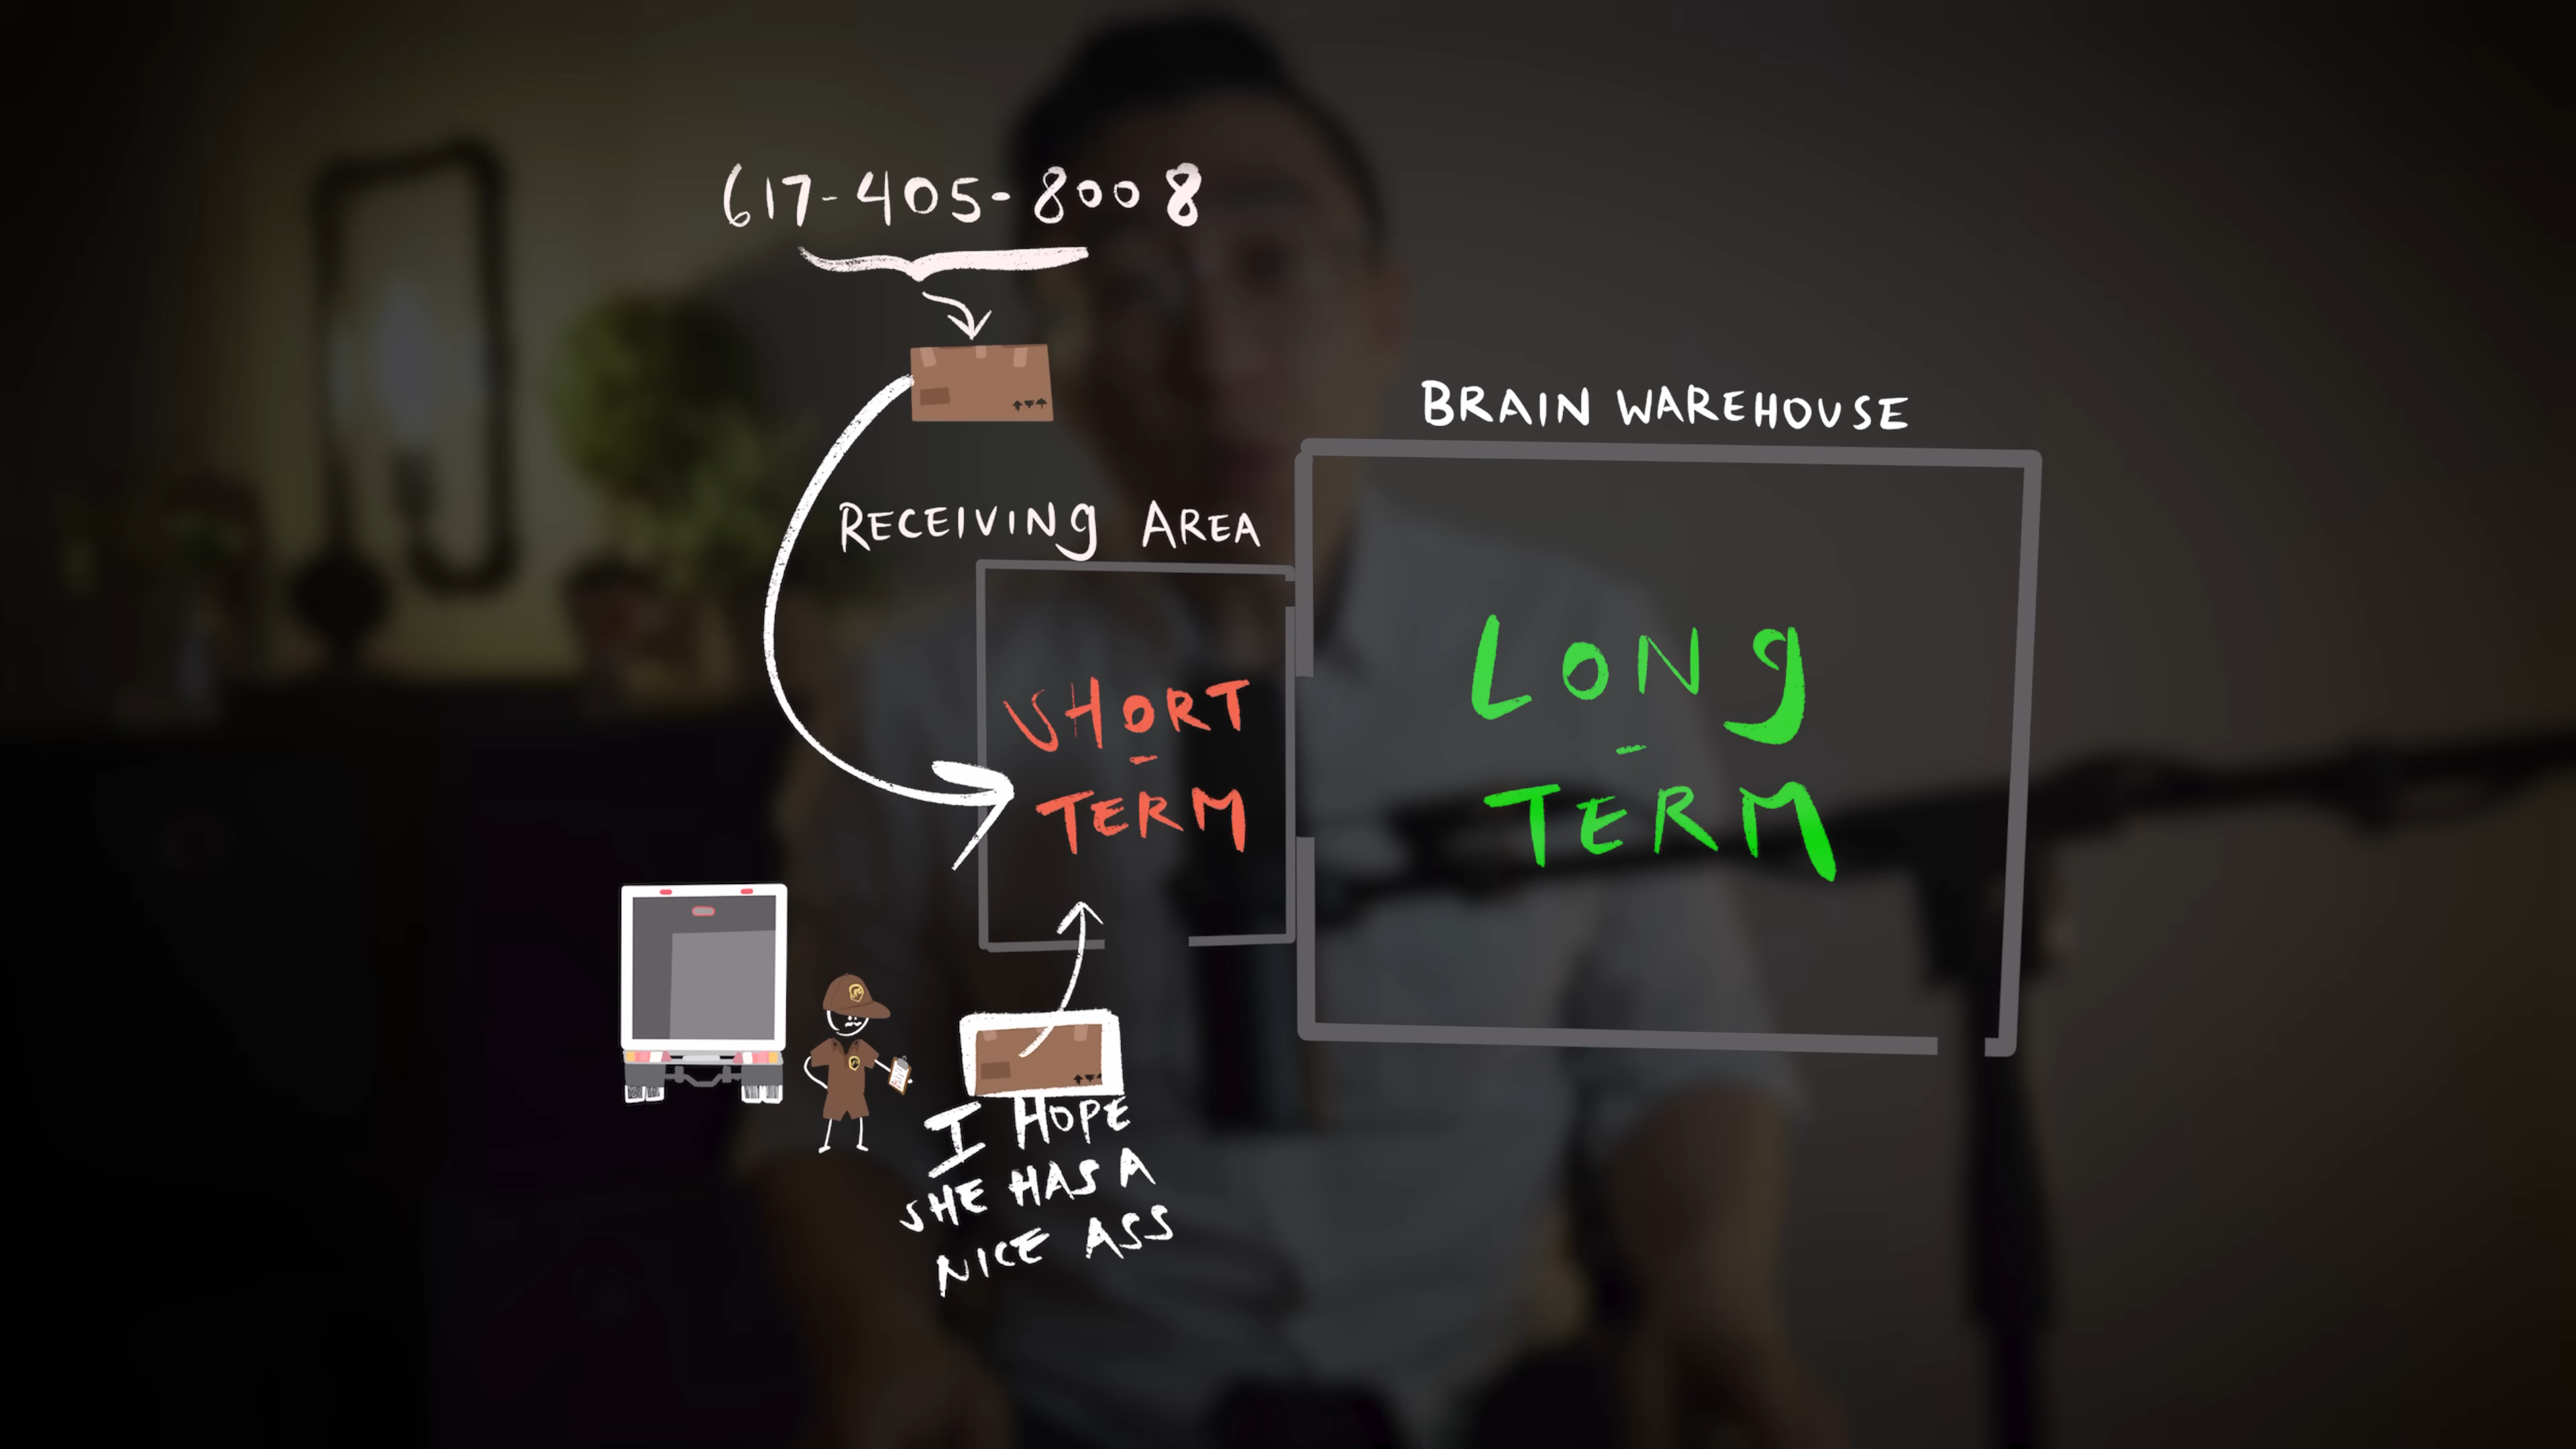 617-405-8008
BRAIN WAREHOUSE
RECEIVING AREA
LONG
-
TERM
SHORT
-
TERM
I HOPE
SHE HAS A
NICE ASS